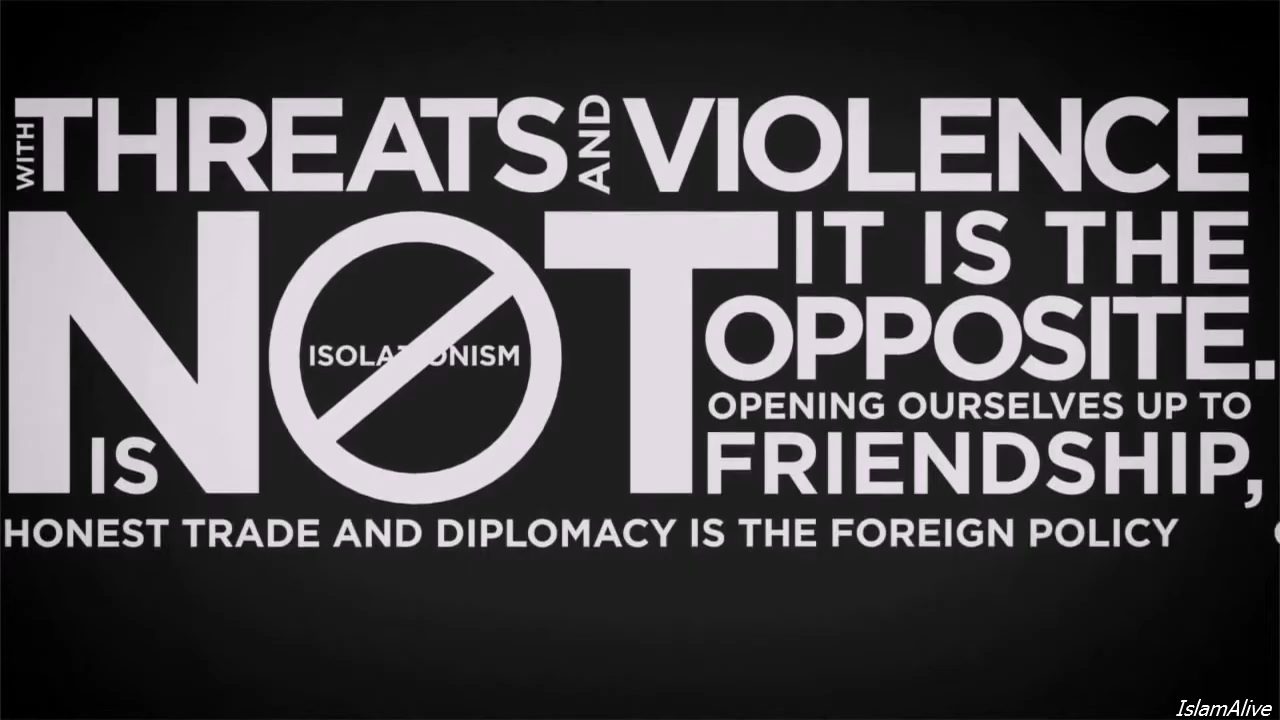 WITH THREATS AND VIOLENCE
IS NOT
ISOLATIONISM
IT IS THE
OPPOSITE.
OPENING OURSELVES UP TO
FRIENDSHIP,
HONEST TRADE AND DIPLOMACY IS THE FOREIGN POLICY
IslamAlive